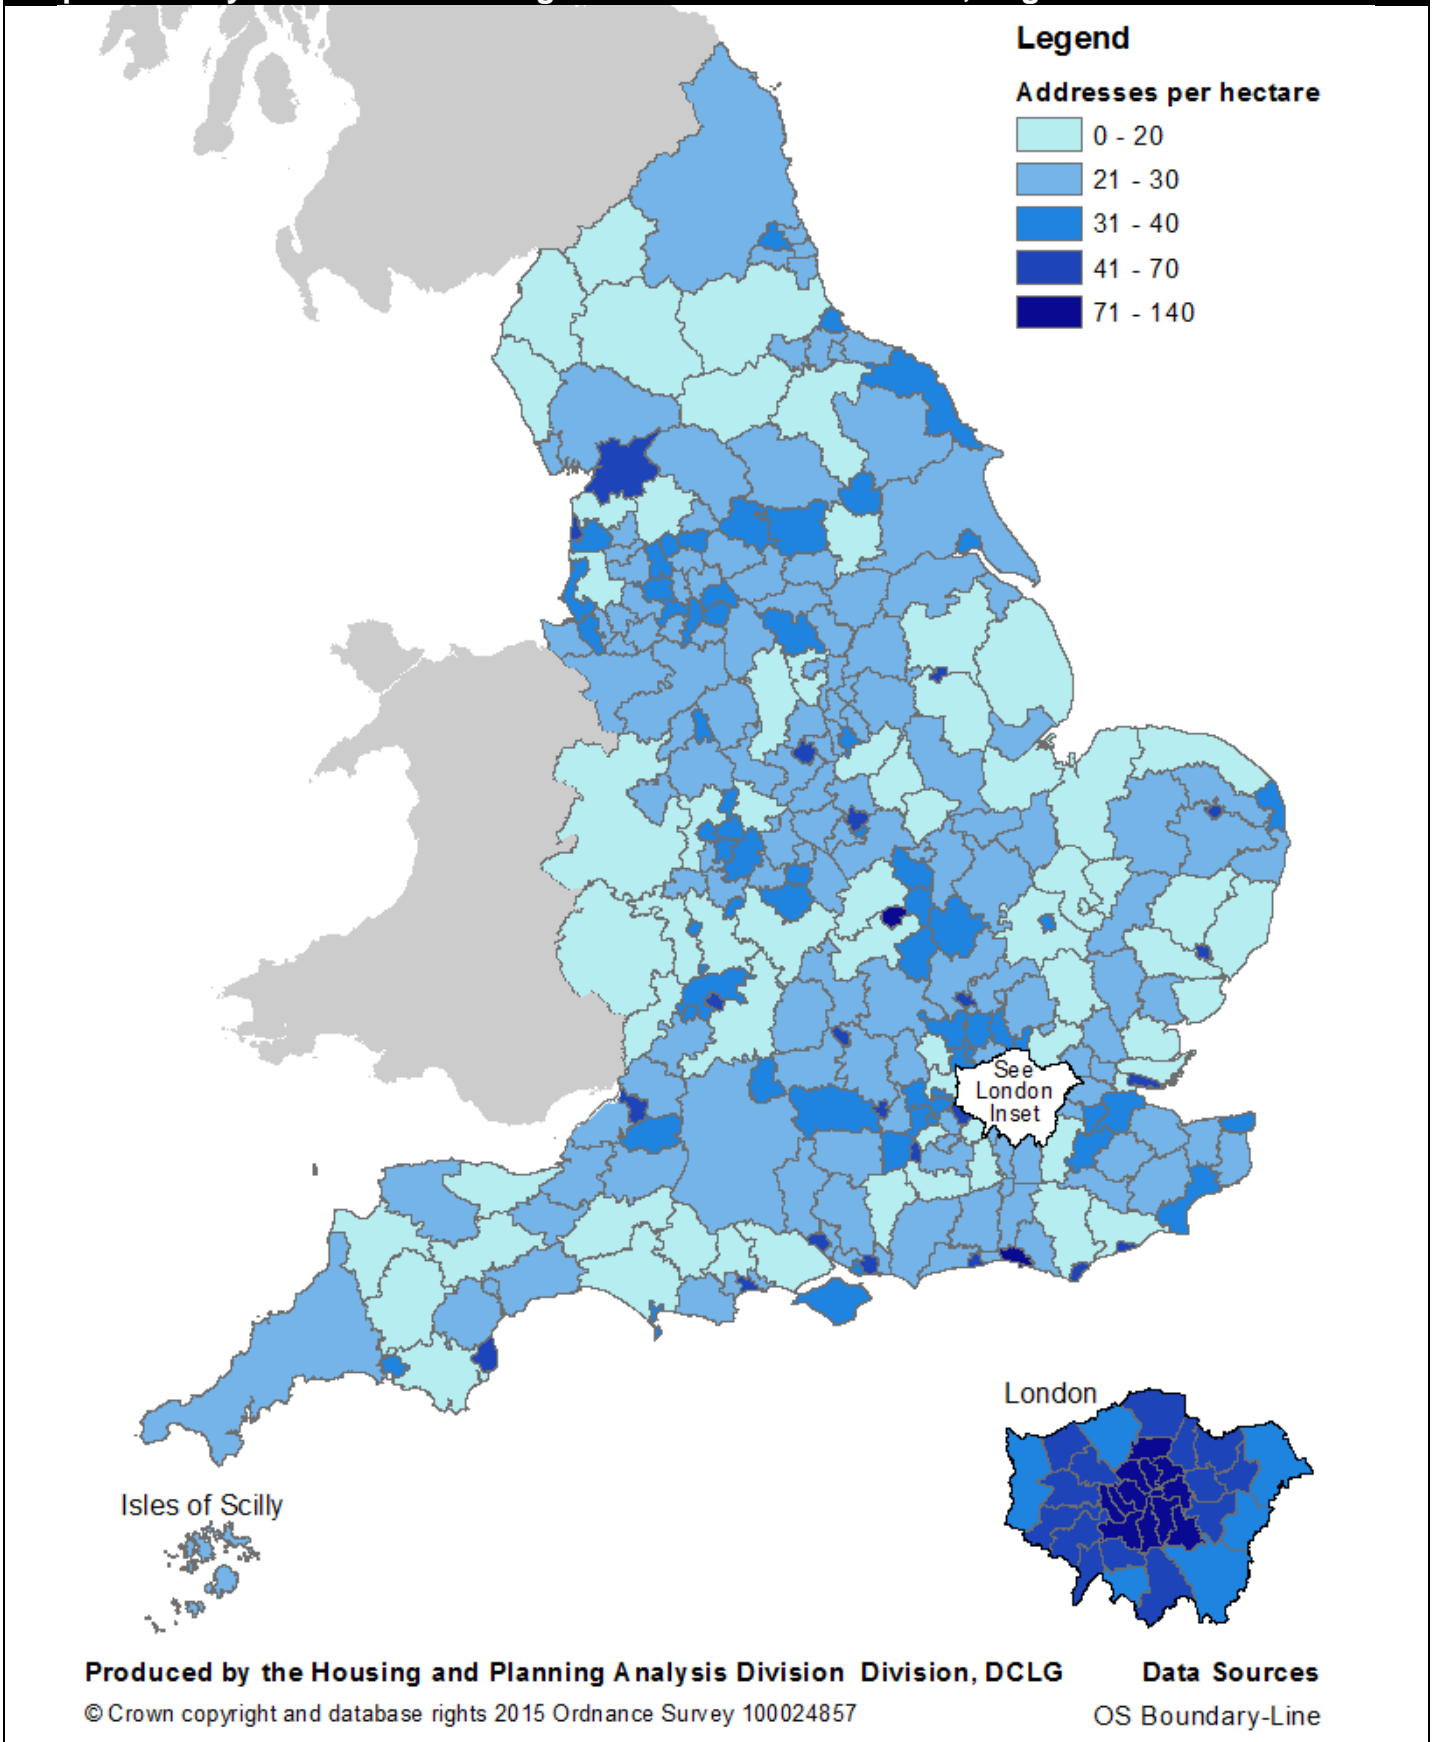 Legend
Addresses per hectare
0 - 20
21 - 30
31 - 40
41 - 70
71 - 140
See
London
Inset
London
Isles of Scilly
Produced by the Housing and Planning Analysis Division Division, DCLG
Data Sources
© Crown copyright and database rights 2015 Ordnance Survey 100024857
OS Boundary-Line